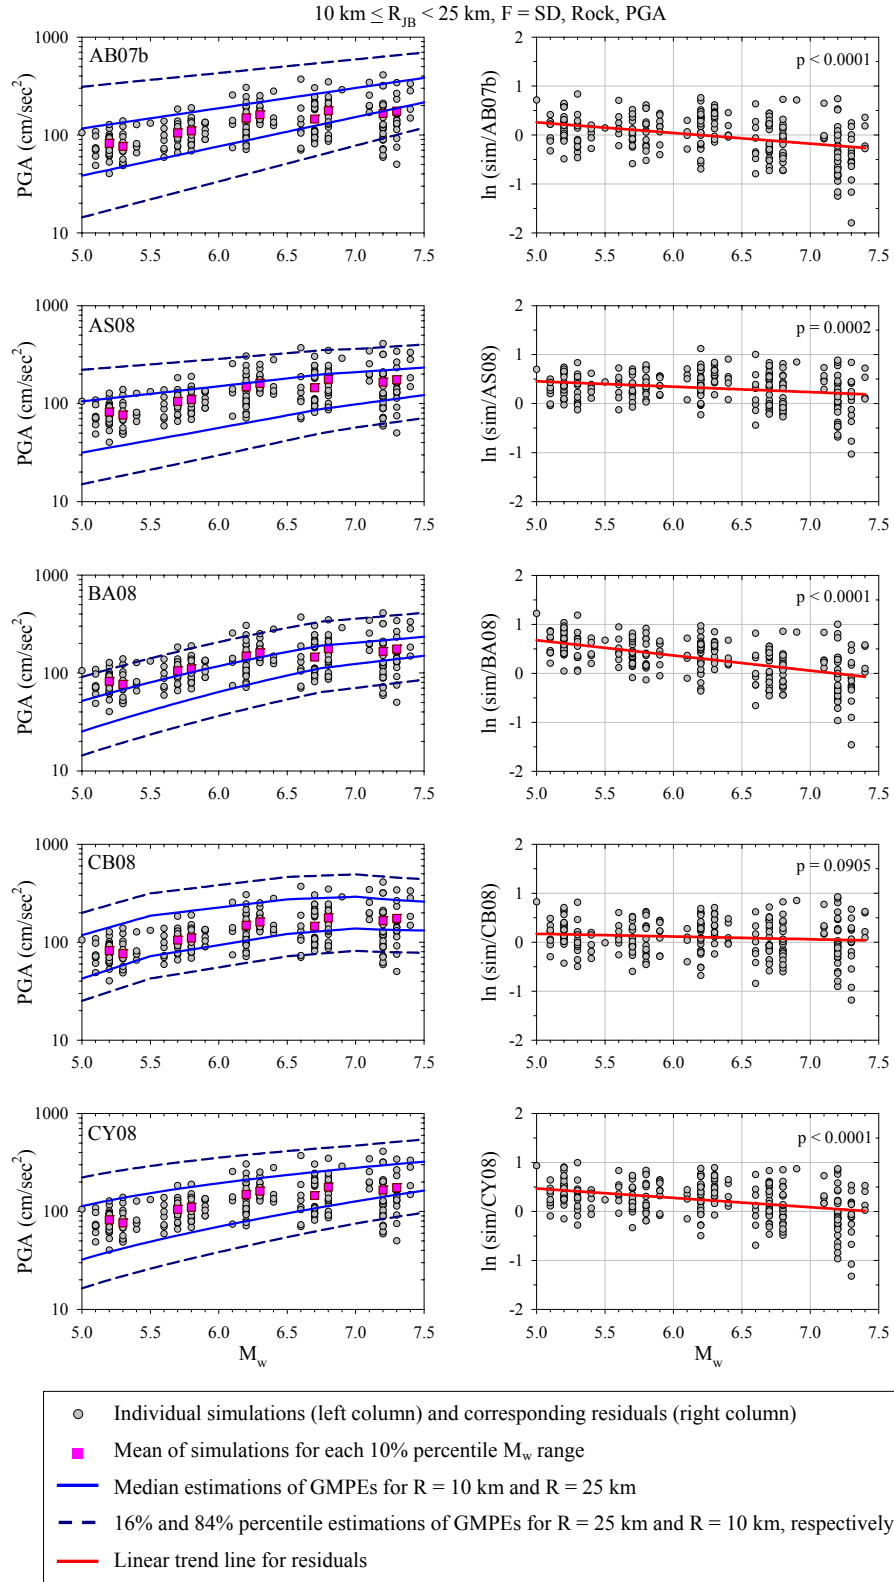 10 km ≤ R_JB < 25 km, F = SD, Rock, PGA
1000
100
10
PGA (cm/sec²)
AB07b
5.0 5.5 6.0 6.5 7.0 7.5
2
1
0
-1
-2
ln (sim/AB07b)
p < 0.0001
5.0 5.5 6.0 6.5 7.0 7.5
1000
100
10
PGA (cm/sec²)
AS08
5.0 5.5 6.0 6.5 7.0 7.5
2
1
0
-1
-2
ln (sim/AS08)
p = 0.0002
5.0 5.5 6.0 6.5 7.0 7.5
1000
100
10
PGA (cm/sec²)
BA08
5.0 5.5 6.0 6.5 7.0 7.5
2
1
0
-1
-2
ln (sim/BA08)
p < 0.0001
5.0 5.5 6.0 6.5 7.0 7.5
1000
100
10
PGA (cm/sec²)
CB08
5.0 5.5 6.0 6.5 7.0 7.5
2
1
0
-1
-2
ln (sim/CB08)
p = 0.0905
5.0 5.5 6.0 6.5 7.0 7.5
1000
100
10
PGA (cm/sec²)
CY08
5.0 5.5 6.0 6.5 7.0 7.5
M_w
2
1
0
-1
-2
ln (sim/CY08)
p < 0.0001
5.0 5.5 6.0 6.5 7.0 7.5
M_w
Individual simulations (left column) and corresponding residuals (right column)
Mean of simulations for each 10% percentile M_w range
Median estimations of GMPEs for R = 10 km and R = 25 km
16% and 84% percentile estimations of GMPEs for R = 25 km and R = 10 km, respectively
Linear trend line for residuals